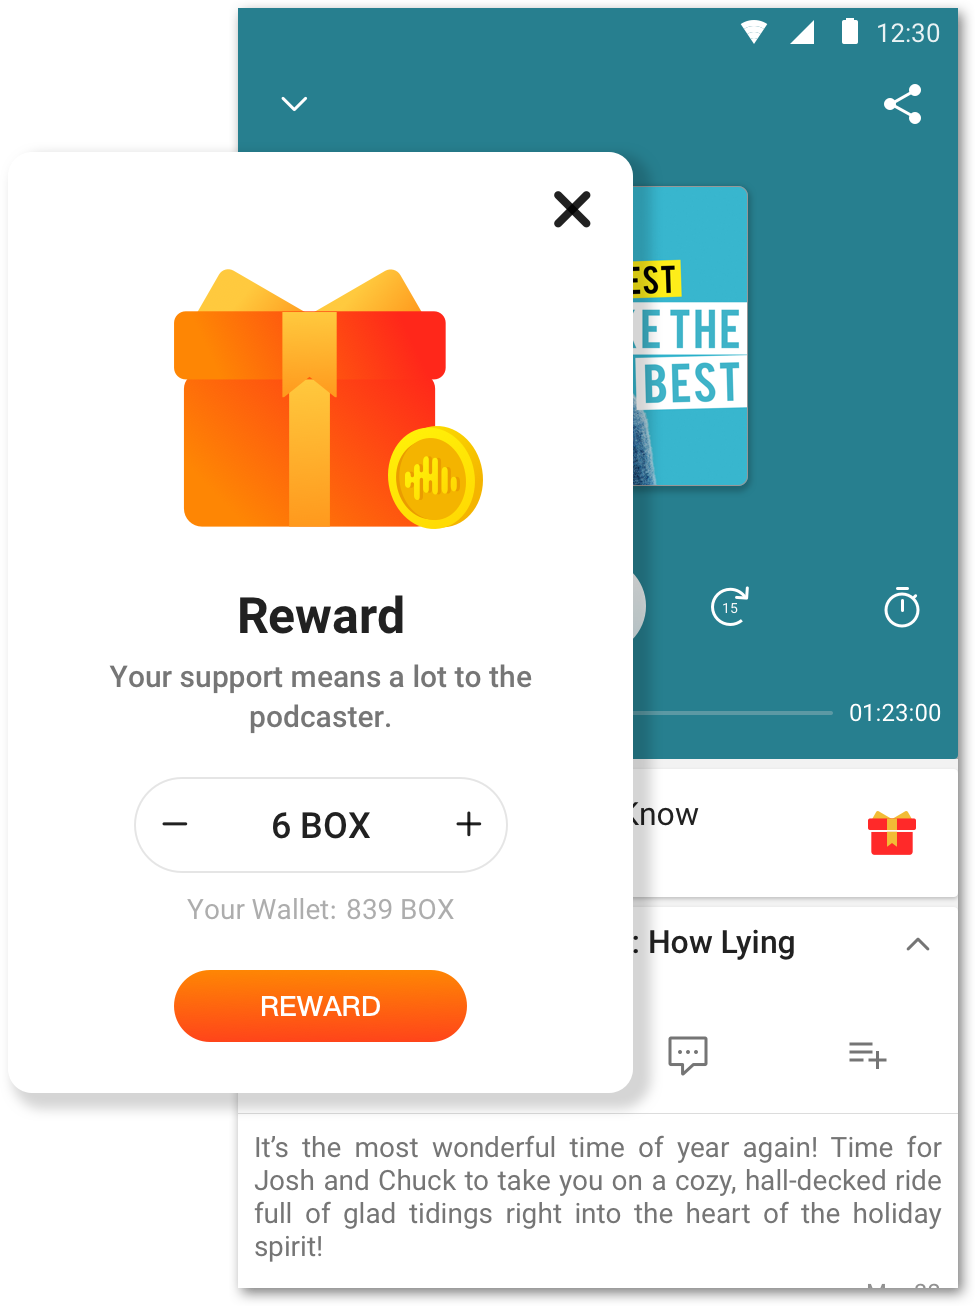 12:30
EST
KE THE
BEST
15
01:23:00
Reward
Your support means a lot to the
podcaster.
6 BOX
Your Wallet: 839 BOX
REWARD
Know
: How Lying
It’s the most wonderful time of year again! Time for
Josh and Chuck to take you on a cozy, hall-decked ride
full of glad tidings right into the heart of the holiday
spirit!